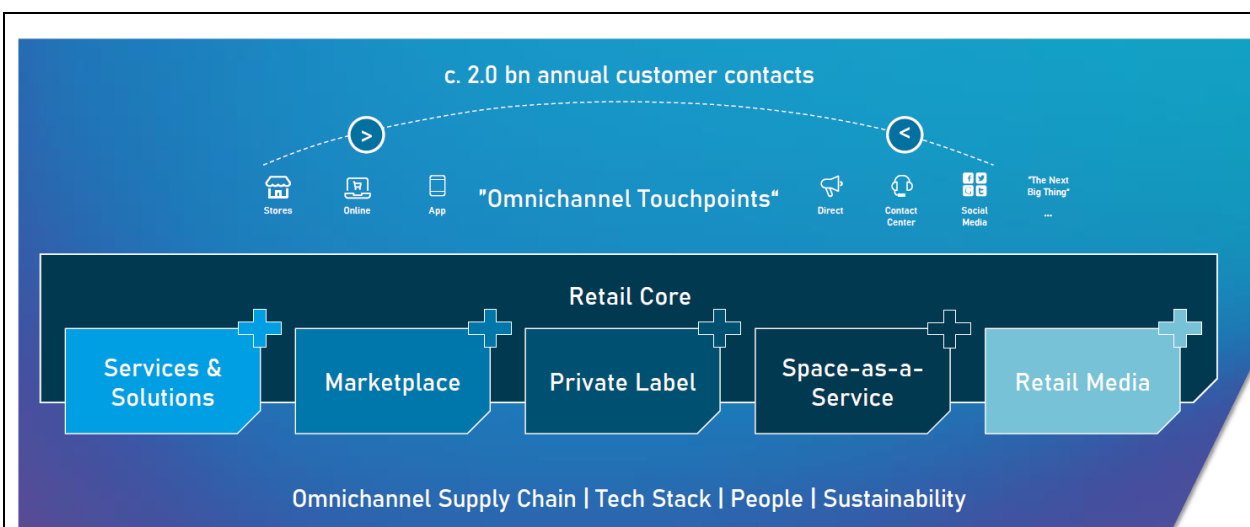 c. 2.0 bn annual customer contacts
>
<
"Omnichannel Touchpoints“
Stores
Online
App
Direct
Contact
Center
Social
Media
"The Next
Big Thing“
...
Retail Core
Services &
Solutions
Marketplace
Private Label
Space-as-a-
Service
Retail Media
Omnichannel Supply Chain | Tech Stack | People | Sustainability